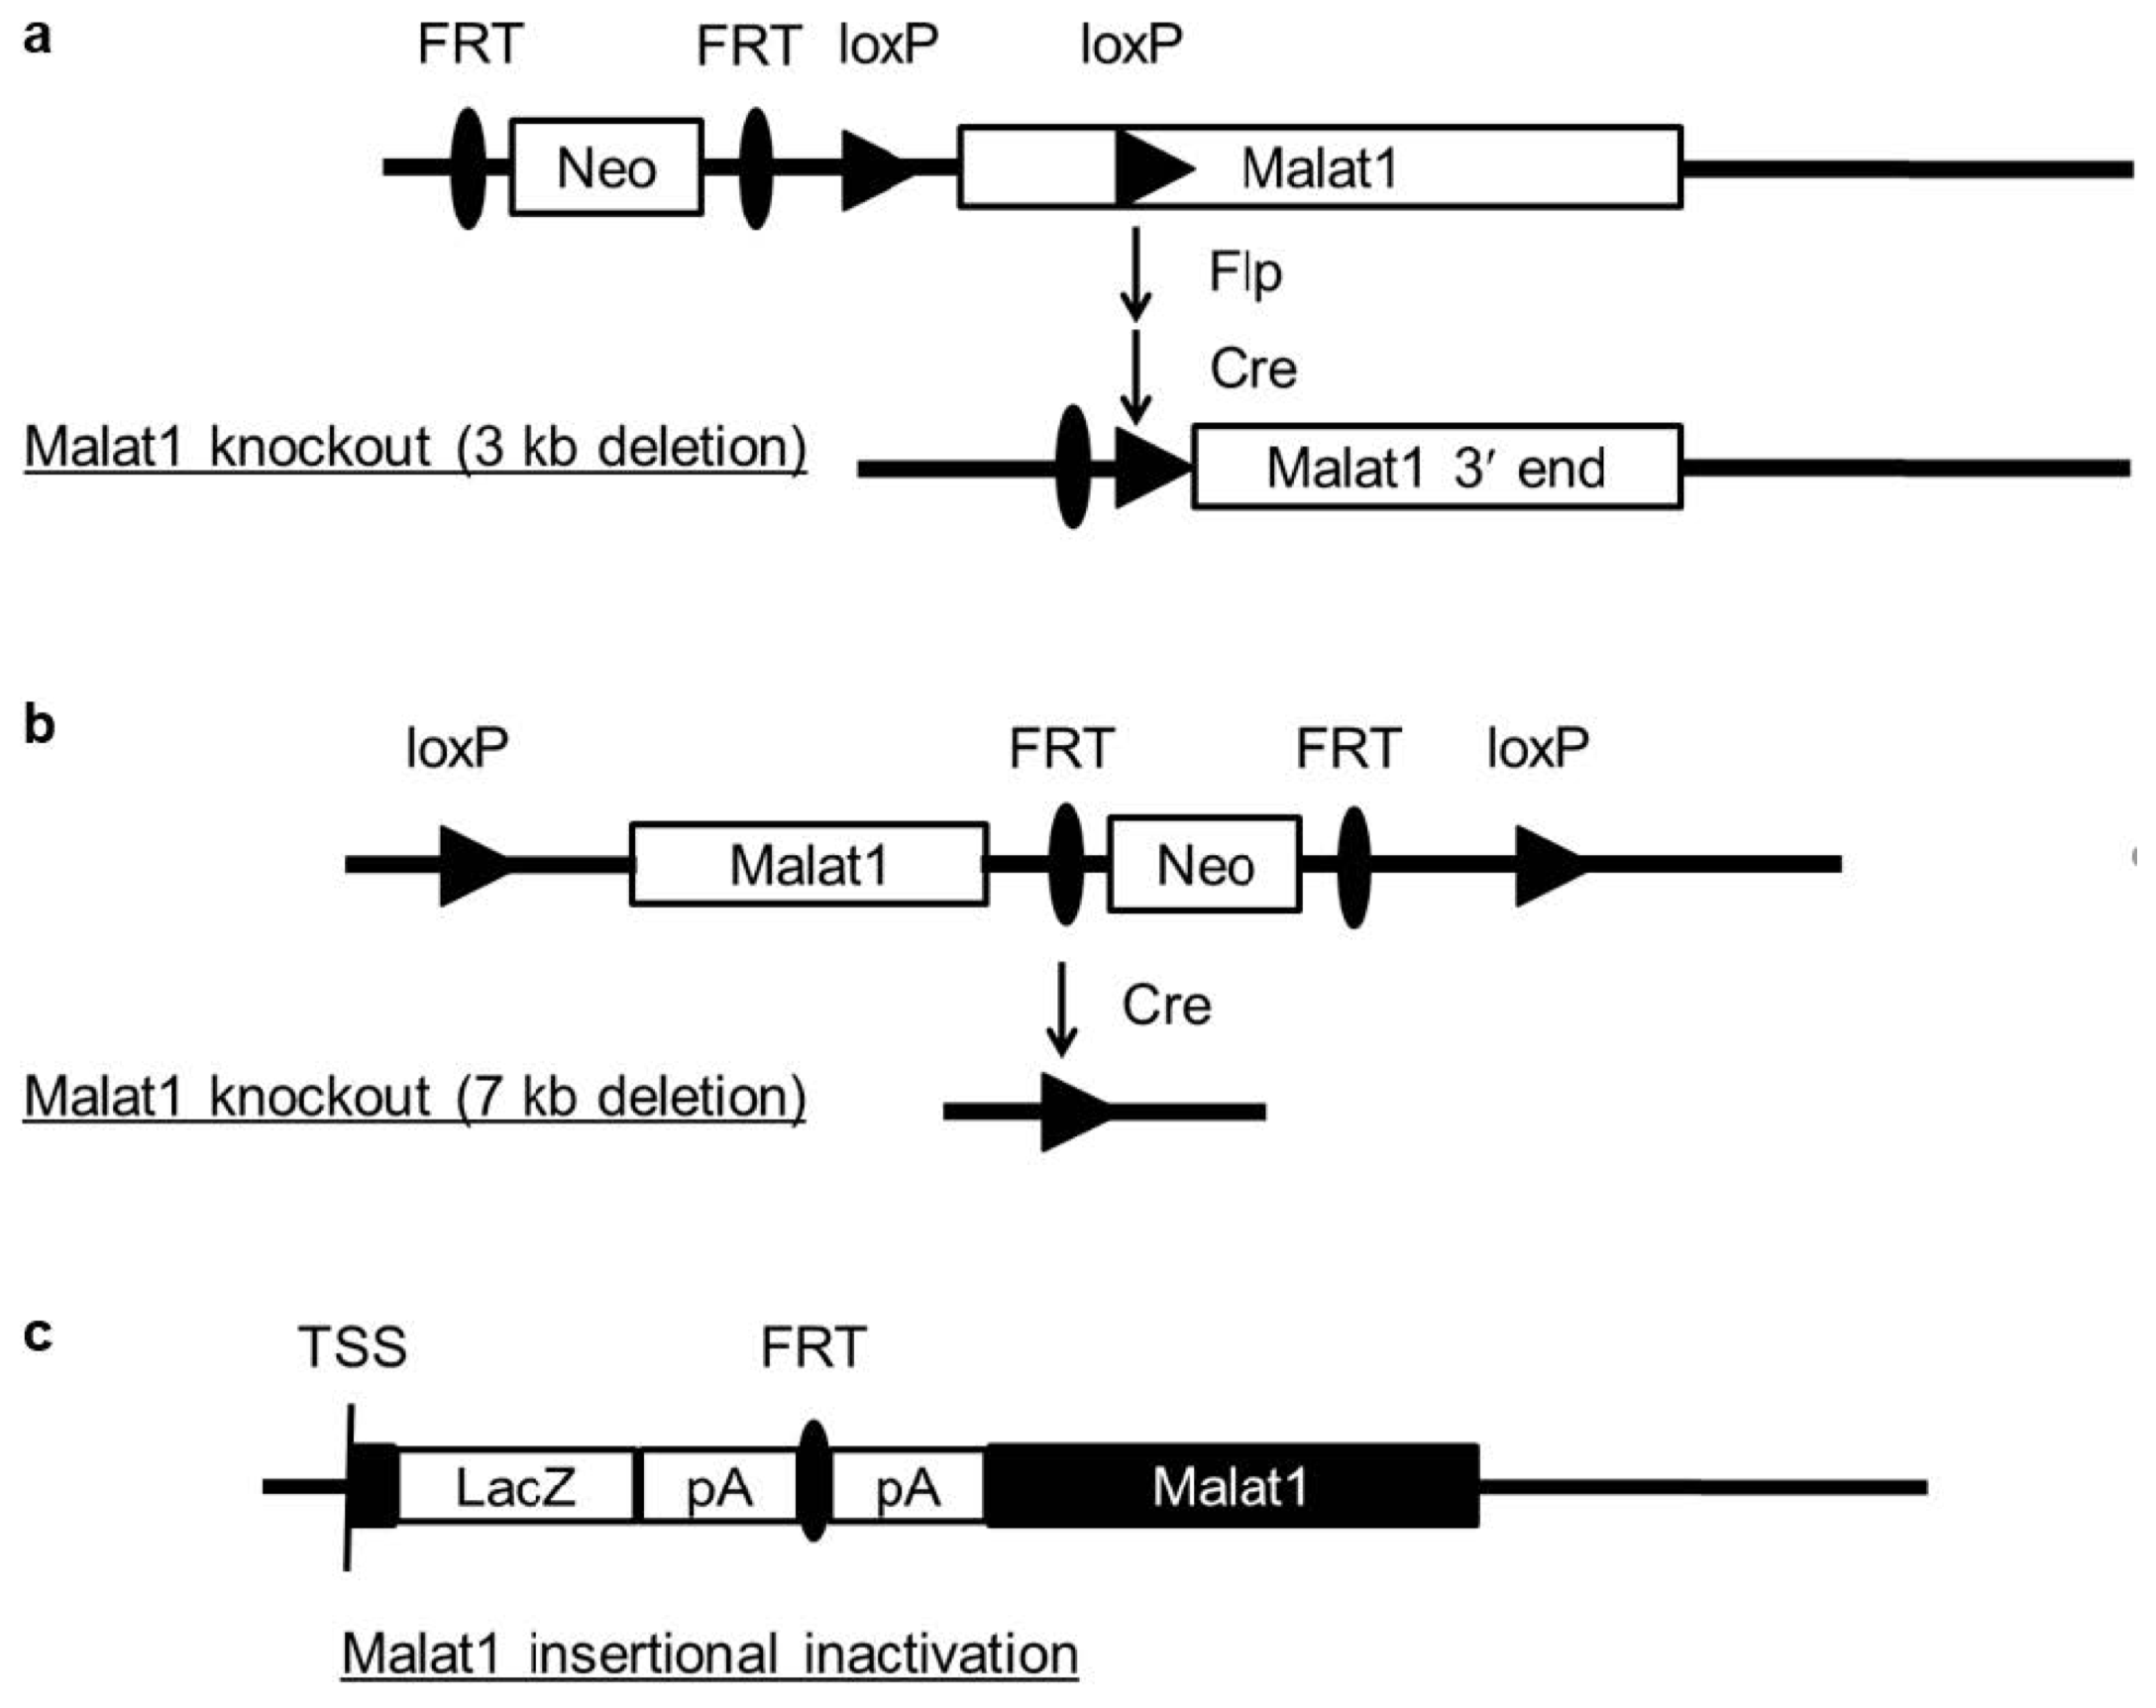 a
FRT FRT loxP loxP
Neo Malat1
Flp
Cre
Malat1 knockout (3 kb deletion)
Malat1 3′ end
b
loxP FRT FRT loxP
Malat1 Neo
Cre
Malat1 knockout (7 kb deletion)
c
TSS FRT
LacZ pA pA Malat1
Malat1 insertional inactivation